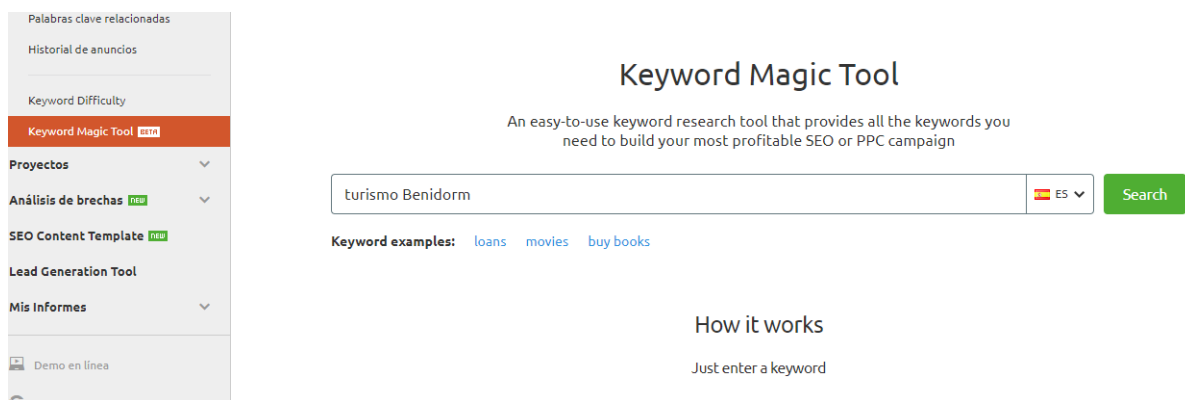 Palabras clave relacionadas
Historial de anuncios
Keyword Difficulty
Keyword Magic Tool BETA
Proyectos
Análisis de brechas NEW
SEO Content Template NEW
Lead Generation Tool
Mis Informes
Demo en línea
Keyword Magic Tool
An easy-to-use keyword research tool that provides all the keywords you
need to build your most profitable SEO or PPC campaign
turismo Benidorm ES Search
Keyword examples: loans movies buy books
How it works
Just enter a keyword